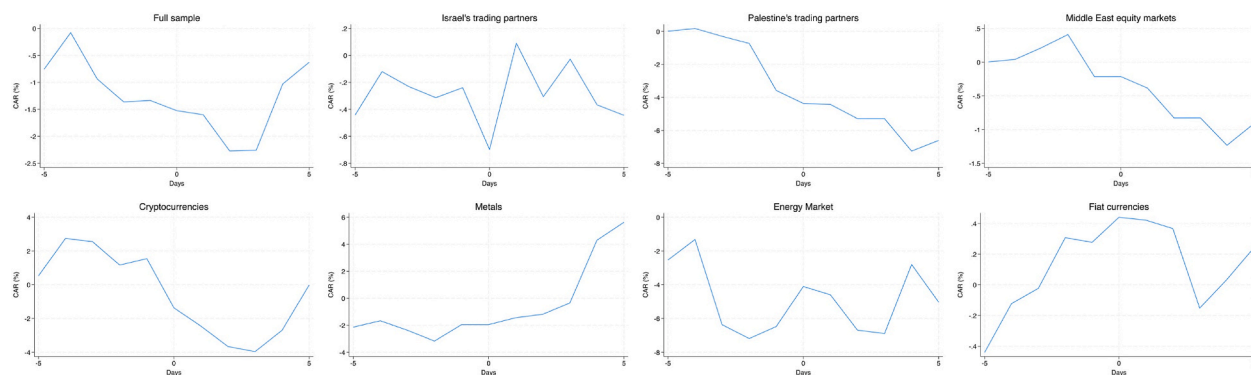 Full sample
0
-.5
-1
-1.5
-2
-2.5
CAR (%)
-5
0
5
Days
Israel's trading partners
.2
0
-.2
-.4
-.6
-.8
CAR (%)
-5
0
5
Days
Palestine's trading partners
0
-2
-4
-6
-8
CAR (%)
-5
0
5
Days
Middle East equity markets
.5
0
-.5
-1
-1.5
CAR (%)
-5
0
5
Days
Cryptocurrencies
4
2
0
-2
-4
CAR (%)
-5
0
5
Days
Metals
6
4
2
0
-2
-4
CAR (%)
-5
0
5
Days
Energy Market
0
-2
-4
-6
-8
CAR (%)
-5
0
5
Days
Fiat currencies
.4
.2
0
-.2
-.4
CAR (%)
-5
0
5
Days